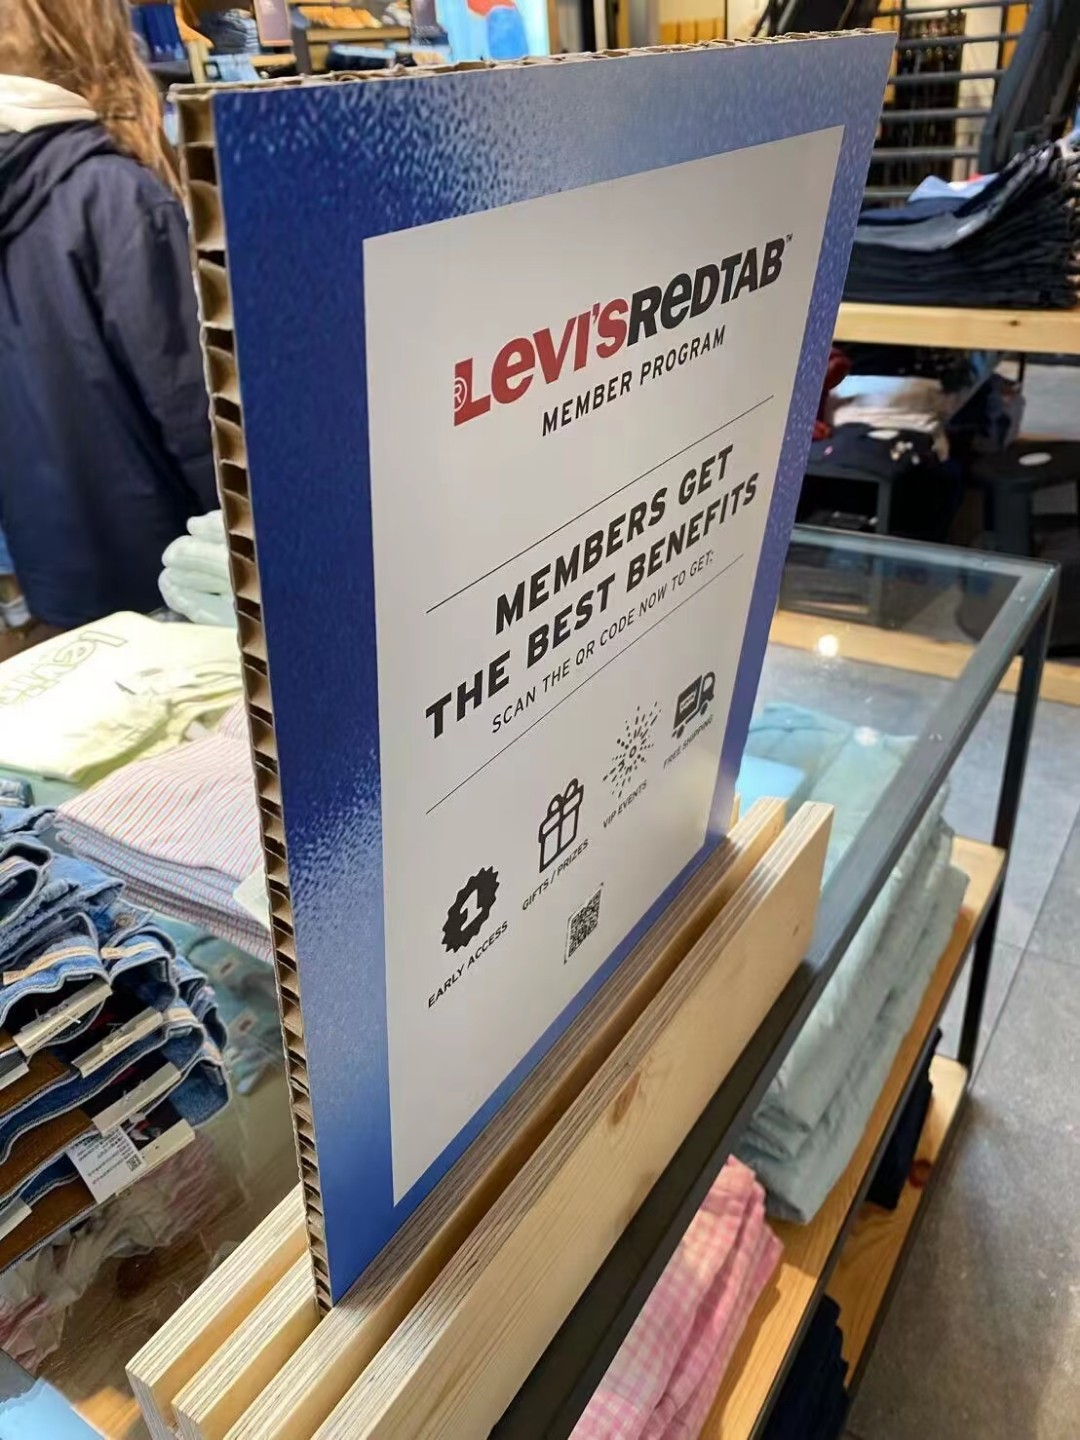 LEVI'S® REDTAB™
MEMBER PROGRAM
MEMBERS GET
THE BEST BENEFITS
SCAN THE QR CODE NOW TO GET:
1
EARLY ACCESS
GIFTS / PRIZES
VIP EVENTS
FREE SHIPPING